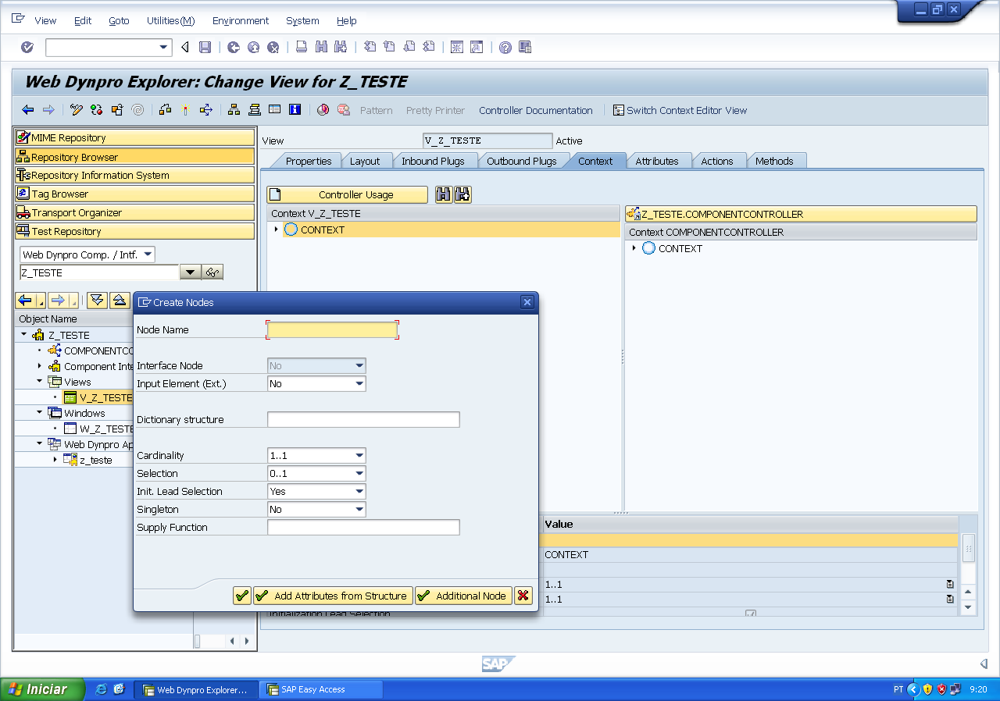 View Edit Goto Utilities(M) Environment System Help
Web Dynpro Explorer: Change View for Z_TESTE
Pattern Pretty Printer Controller Documentation Switch Context Editor View
MIME Repository
Repository Browser
Repository Information System
Tag Browser
Transport Organizer
Test Repository
Web Dynpro Comp. / Intf.
Z_TESTE
Object Name
Z_TESTE
COMPONENTCO
Component Inte
Views
V_Z_TESTE
Windows
W_Z_TESTE
Web Dynpro Ap
z_teste
View V_Z_TESTE Active
Properties Layout Inbound Plugs Outbound Plugs Context Attributes Actions Methods
Controller Usage
Context V_Z_TESTE
CONTEXT
Z_TESTE.COMPONENTCONTROLLER
Context COMPONENTCONTROLLER
CONTEXT
Create Nodes
Node Name
Interface Node No
Input Element (Ext.) No
Dictionary structure
Cardinality 1..1
Selection 0..1
Init. Lead Selection Yes
Singleton No
Supply Function
Add Attributes from Structure Additional Node
Value
CONTEXT
1..1
1..1
Initialization Lead Selection
SAP
Iniciar Web Dynpro Explorer... SAP Easy Access PT 9:20